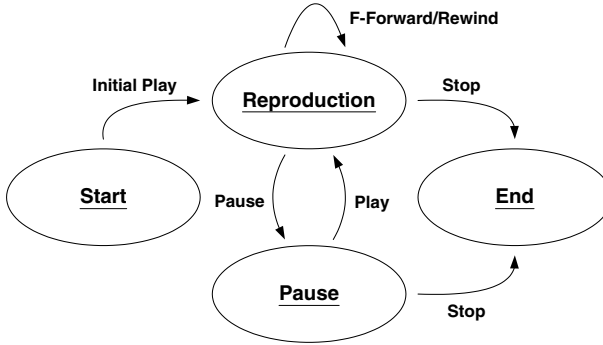 F-Forward/Rewind
Initial Play
Reproduction
Stop
Start
Pause
Play
End
Pause
Stop